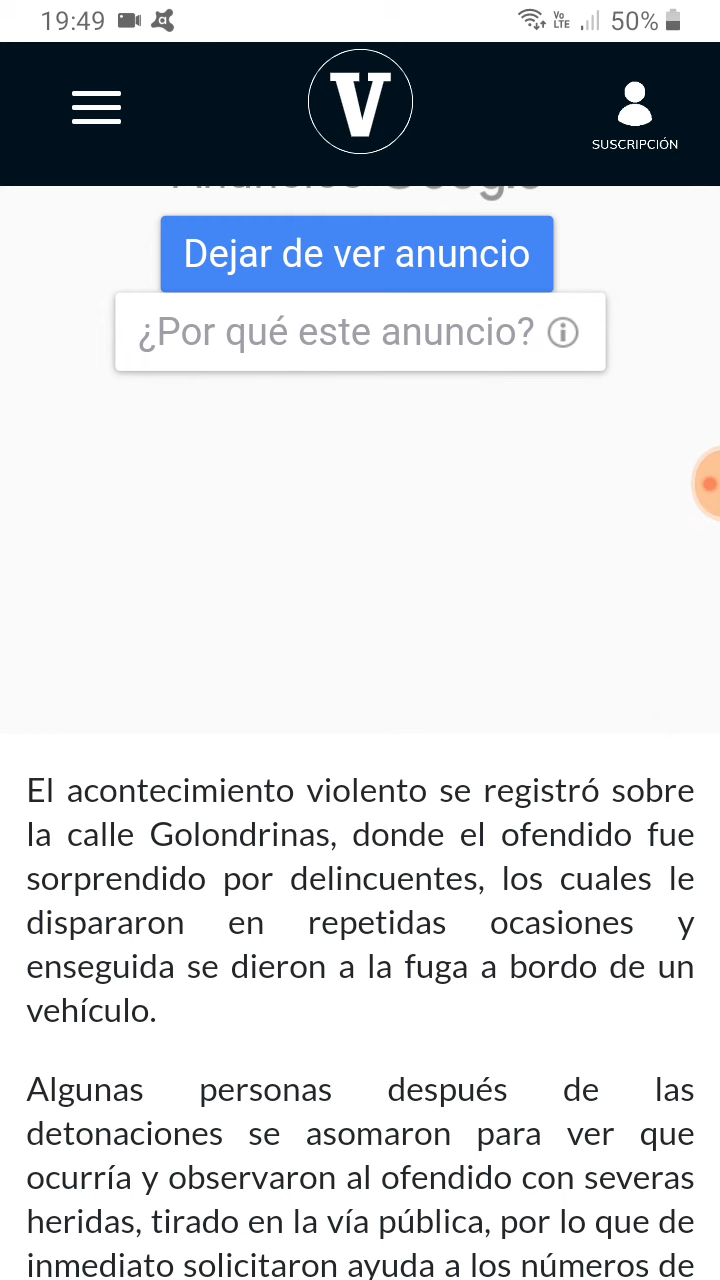 19:49
Vo LTE 50%
V
SUSCRIPCIÓN
Anuncios Google
Dejar de ver anuncio
¿Por qué este anuncio?
El acontecimiento violento se registró sobre
la calle Golondrinas, donde el ofendido fue
sorprendido por delincuentes, los cuales le
dispararon en repetidas ocasiones y
enseguida se dieron a la fuga a bordo de un
vehículo.
Algunas personas después de las
detonaciones se asomaron para ver que
ocurría y observaron al ofendido con severas
heridas, tirado en la vía pública, por lo que de
inmediato solicitaron ayuda a los números de